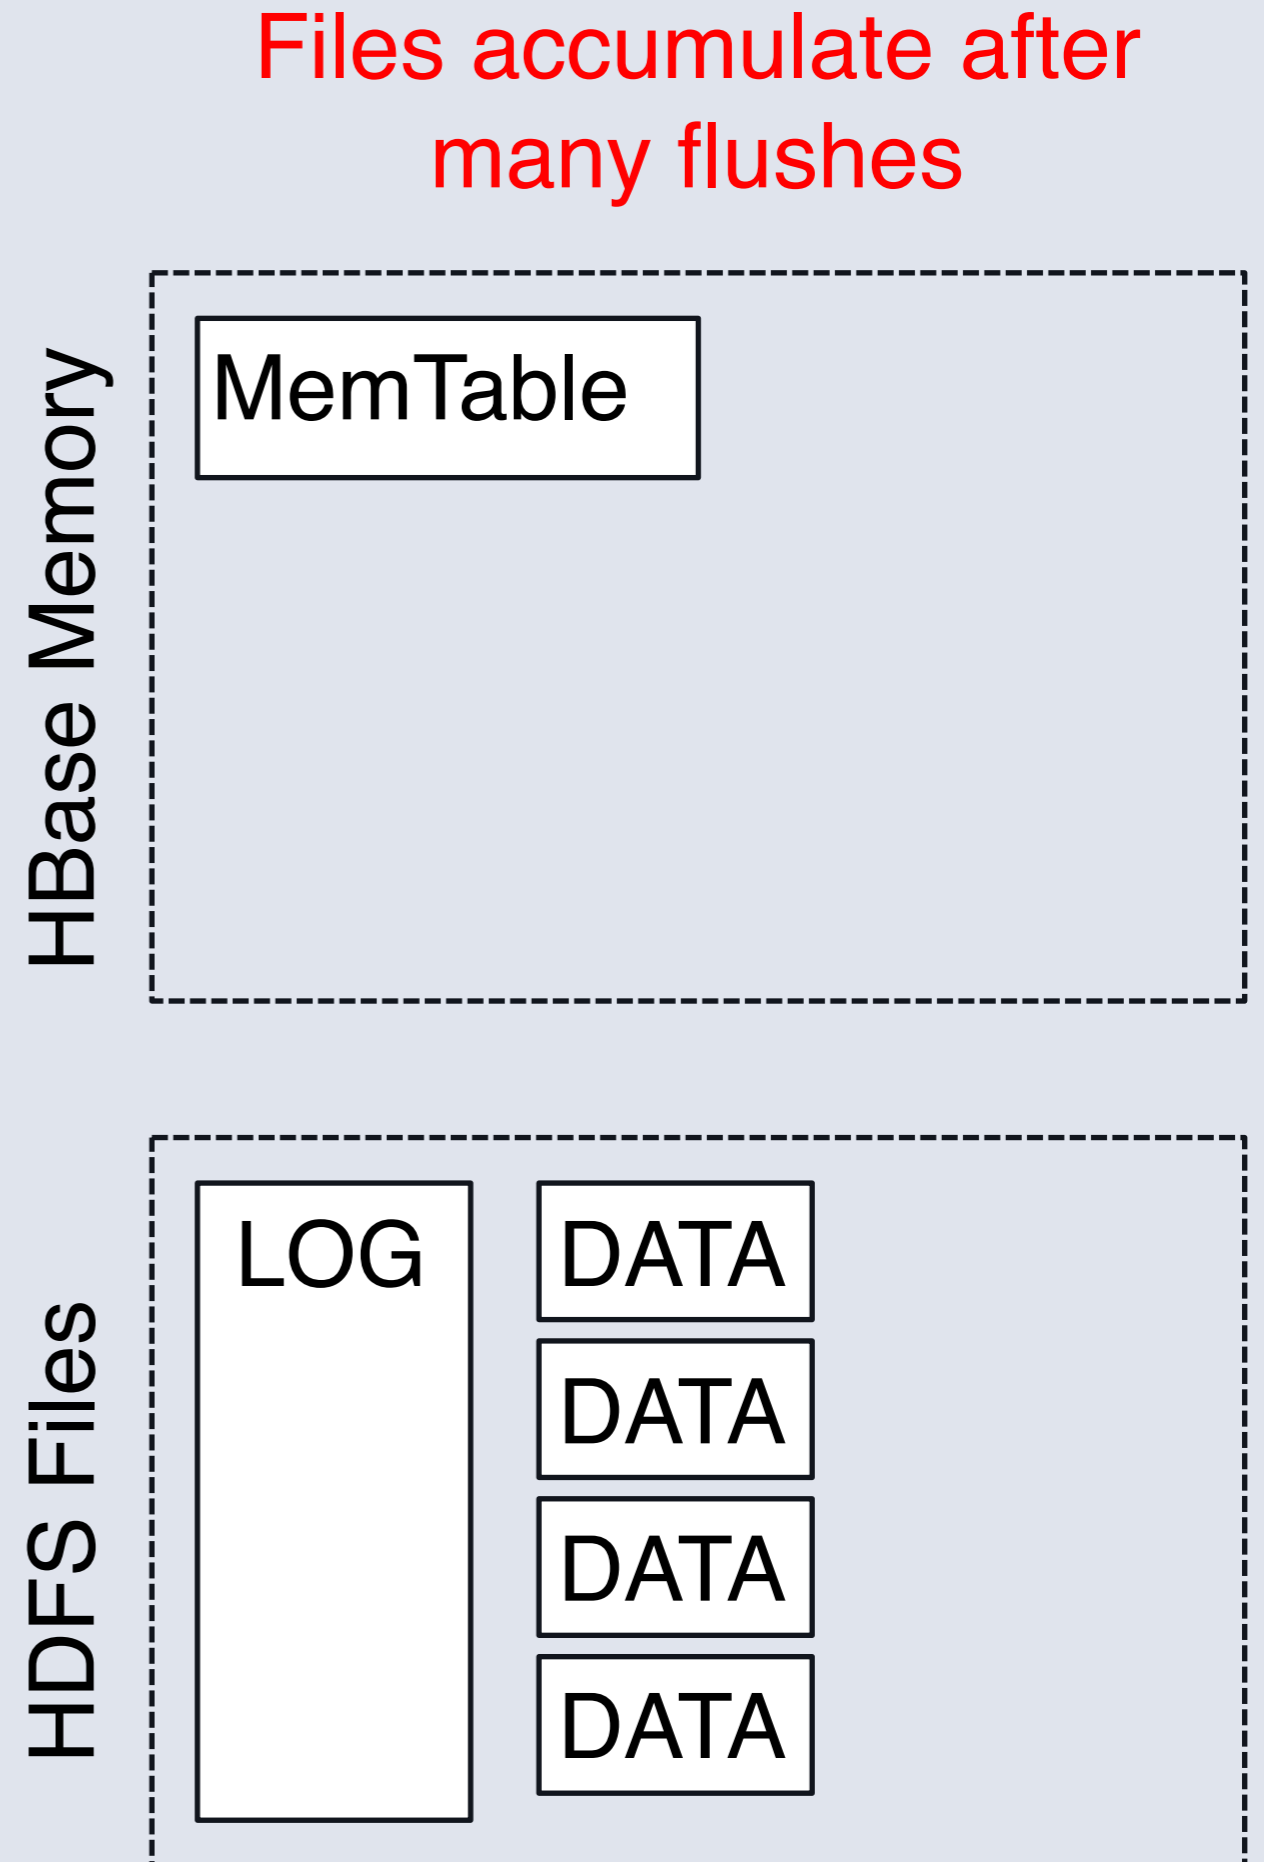 Files accumulate after
many flushes
HBase Memory
MemTable
HDFS Files
LOG
DATA
DATA
DATA
DATA